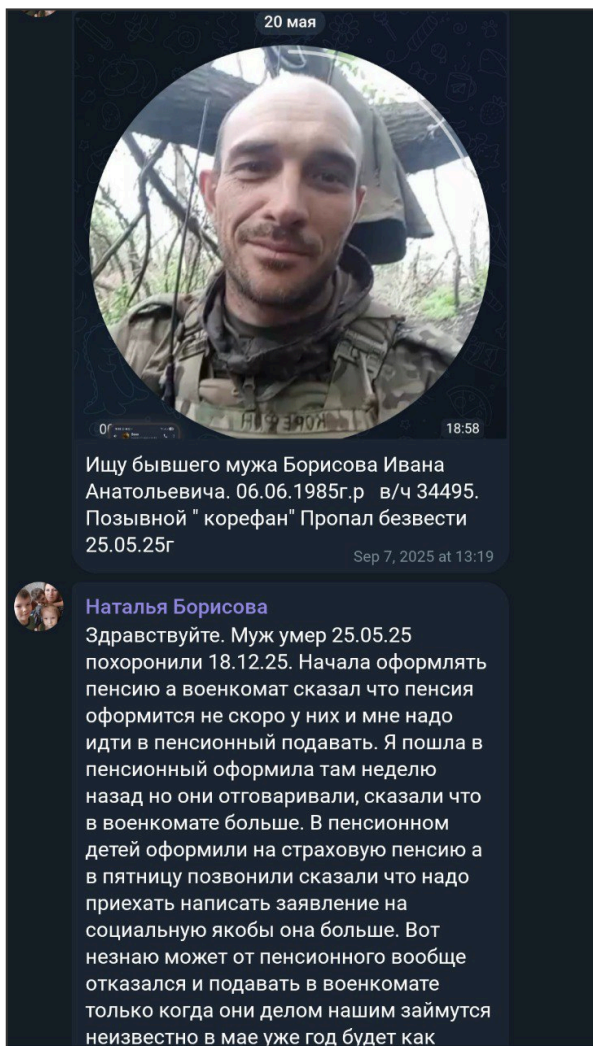 20 мая
18:58
Ищу бывшего мужа Борисова Ивана
Анатольевича. 06.06.1985г.р в/ч 34495.
Позывной " корефан" Пропал безвести
25.05.25г
Sep 7, 2025 at 13:19
Наталья Борисова
Здравствуйте. Муж умер 25.05.25
похоронили 18.12.25. Начала оформлять
пенсию а военкомат сказал что пенсия
оформится не скоро у них и мне надо
идти в пенсионный подавать. Я пошла в
пенсионный оформила там неделю
назад но они отговаривали, сказали что
в военкомате больше. В пенсионном
детей оформили на страховую пенсию а
в пятницу позвонили сказали что надо
приехать написать заявление на
социальную якобы она больше. Вот
незнаю может от пенсионного вообще
отказался и подавать в военкомате
только когда они делом нашим займутся
неизвестно в мае уже год будет как